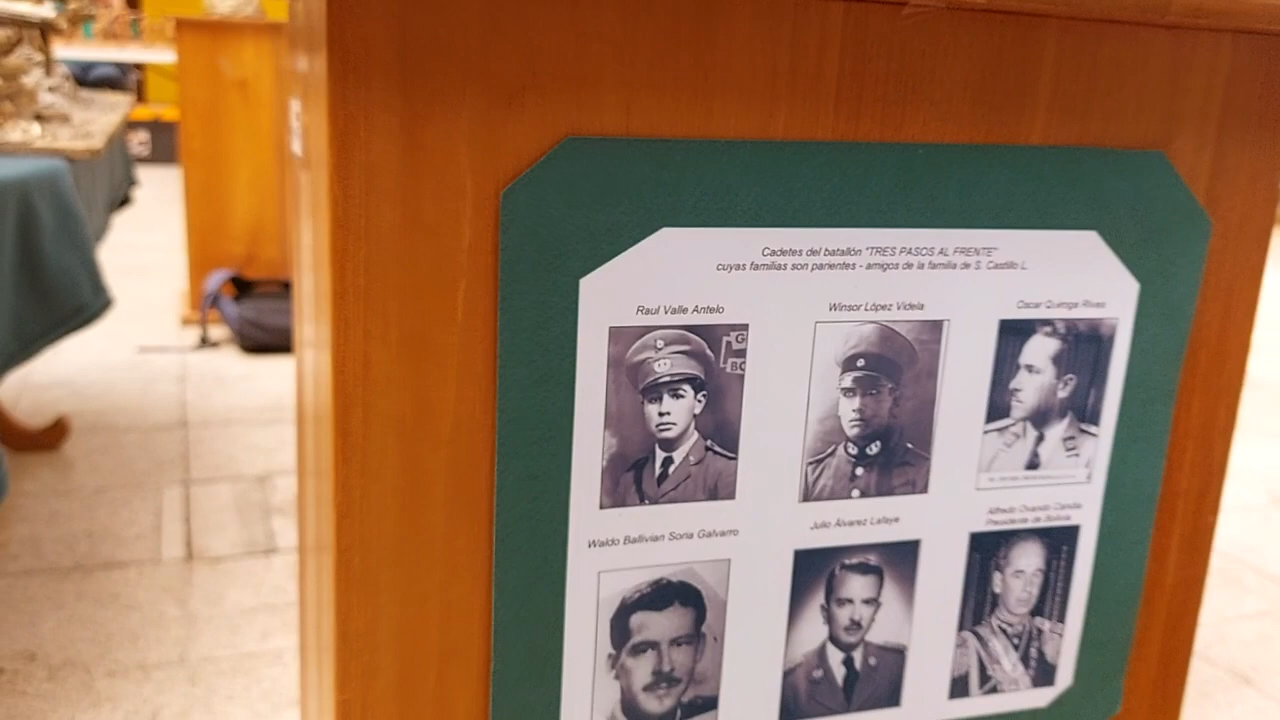 Cadetes del batallón "TRES PASOS AL FRENTE"
cuyas familias son parientes - amigos de la familia de S. Castillo L.
Raul Valle Antelo
Winsor López Videla
Oscar Quiroga Rivas
G
BO
Waldo Ballivian Soria Galvarro
Julio Álvarez Lafaye
Alfredo Ovando Candia
Presidente de Bolivia